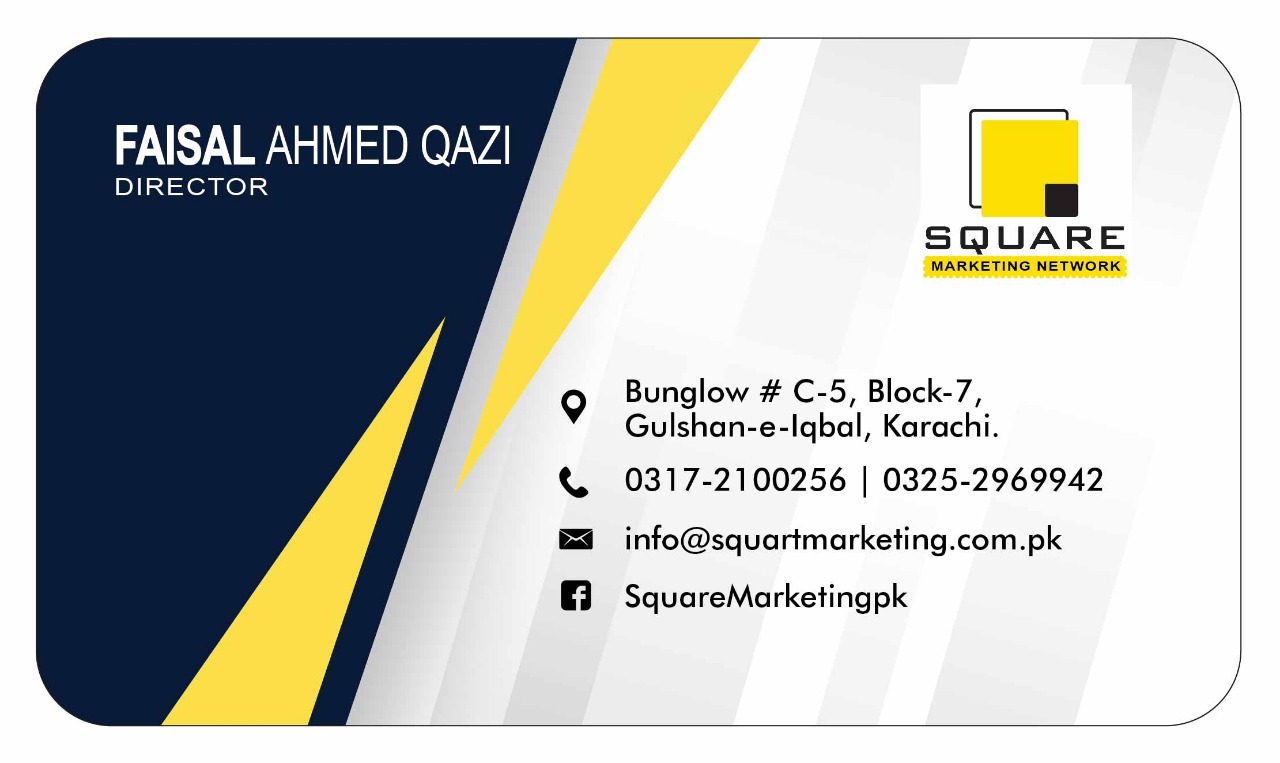 FAISAL AHMED QAZI
DIRECTOR
SQUARE
MARKETING NETWORK
Bunglow # C-5, Block-7,
Gulshan-e-Iqbal, Karachi.
0317-2100256 | 0325-2969942
info@squartmarketing.com.pk
SquareMarketingpk